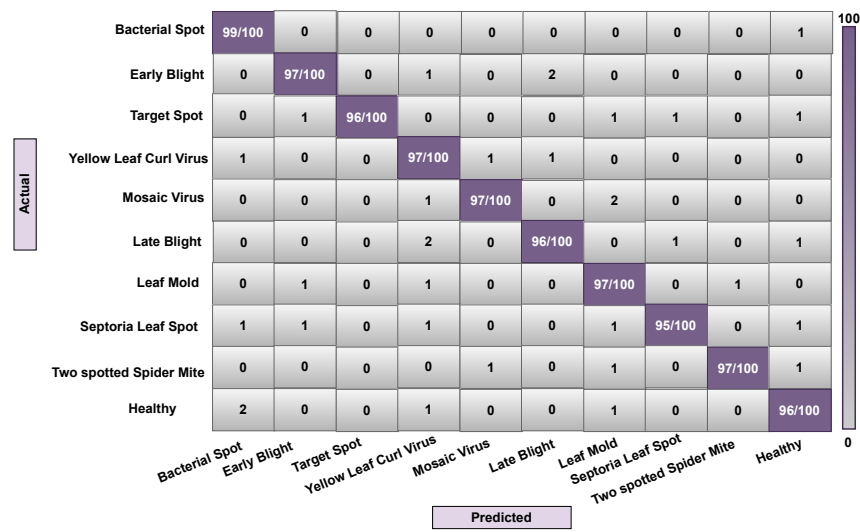 100
Bacterial Spot 99/100 0 0 0 0 0 0 0 0 1
Early Blight 0 97/100 0 1 0 2 0 0 0 0
Target Spot 0 1 96/100 0 0 0 1 1 0 1
Yellow Leaf Curl Virus 1 0 0 97/100 1 1 0 0 0 0
Mosaic Virus 0 0 0 1 97/100 0 2 0 0 0
Late Blight 0 0 0 2 0 96/100 0 1 0 1
Leaf Mold 0 1 0 1 0 0 97/100 0 1 0
Septoria Leaf Spot 1 1 0 1 0 0 1 95/100 0 1
Two spotted Spider Mite 0 0 0 0 1 0 1 0 97/100 1
Healthy 2 0 0 1 0 0 1 0 0 96/100
0
Actual
Bacterial Spot
Early Blight
Target Spot
Yellow Leaf Curl Virus
Mosaic Virus
Late Blight
Leaf Mold
Septoria Leaf Spot
Two spotted Spider Mite
Healthy
Predicted